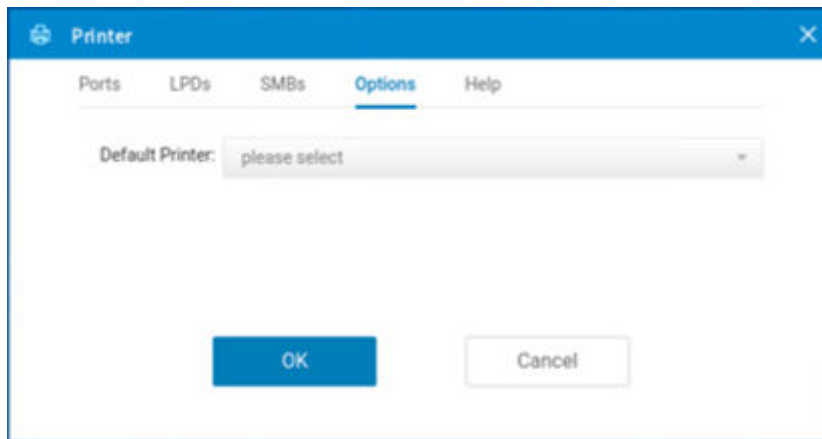 Printer
Ports LPDs SMBs Options Help
Default Printer: please select
OK Cancel